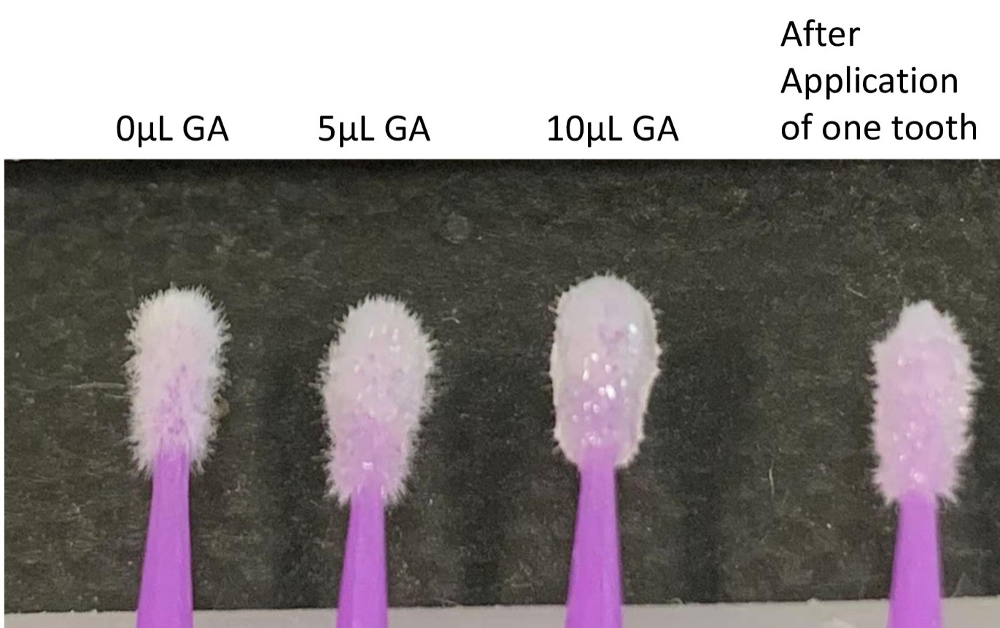 0µL GA
5µL GA
10µL GA
After
Application
of one tooth